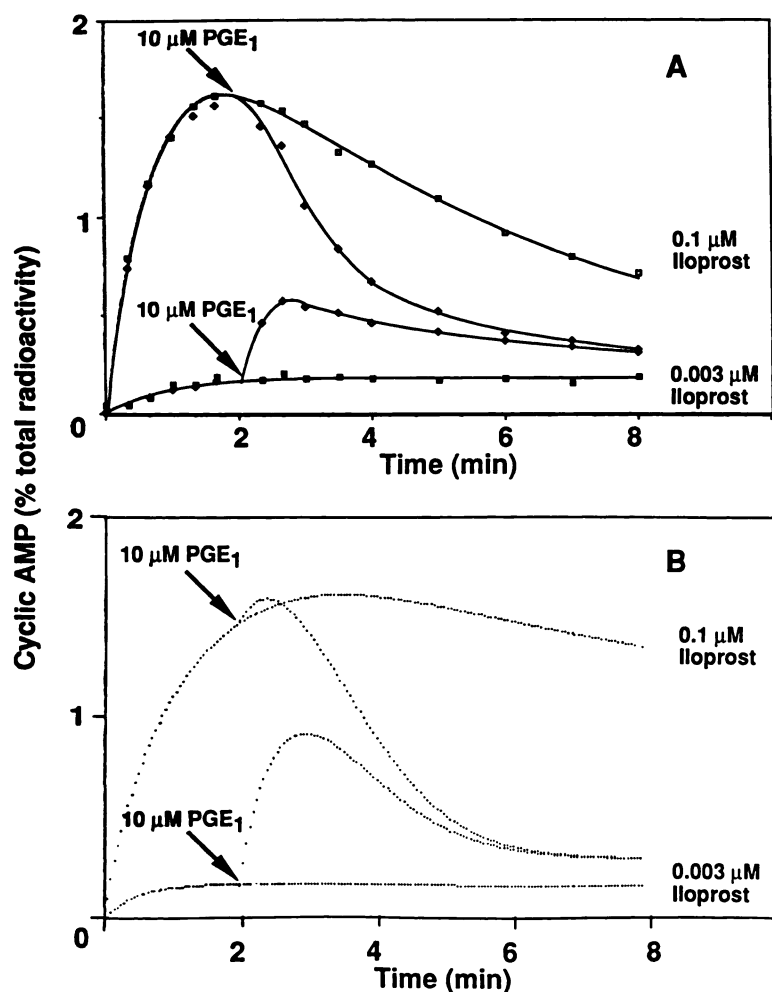 2
10 µM PGE1
A
1
0.1 µM
Iloprost
10 µM PGE1
0.003 µM
Iloprost
0
2
4
6
8
Time (min)
Cyclic AMP (% total radioactivity)
2
10 µM PGE1
B
0.1 µM
Iloprost
1
10 µM PGE1
0.003 µM
Iloprost
0
2
4
6
8
Time (min)